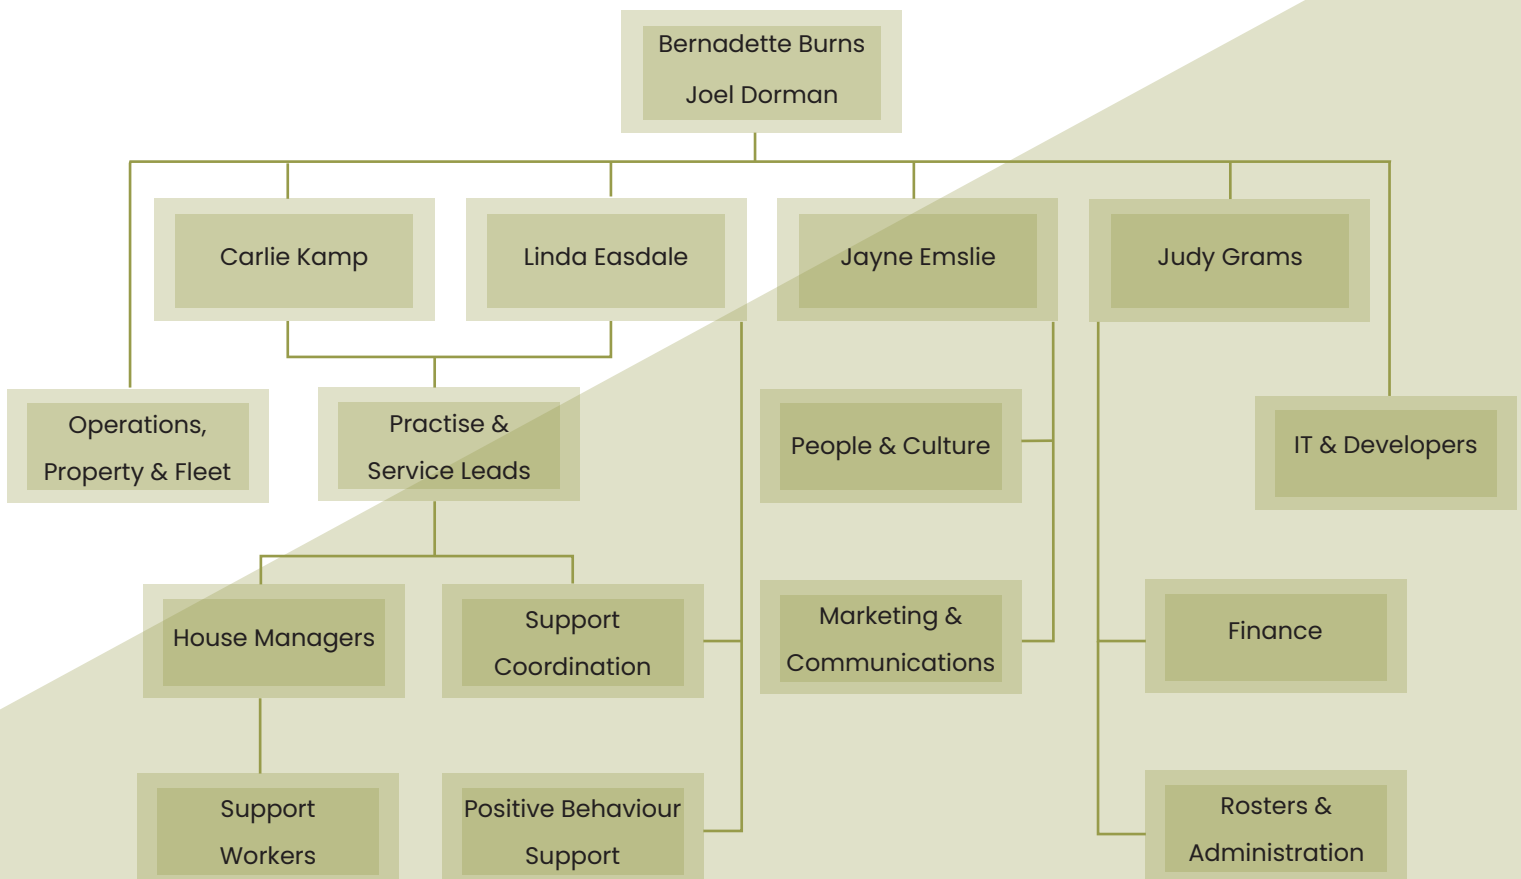 Bernadette Burns
Joel Dorman
Carlie Kamp
Linda Easdale
Jayne Emslie
Judy Grams
Operations,
Property & Fleet
Practise &
Service Leads
People & Culture
IT & Developers
House Managers
Support
Coordination
Marketing &
Communications
Finance
Support
Workers
Positive Behaviour
Support
Rosters &
Administration